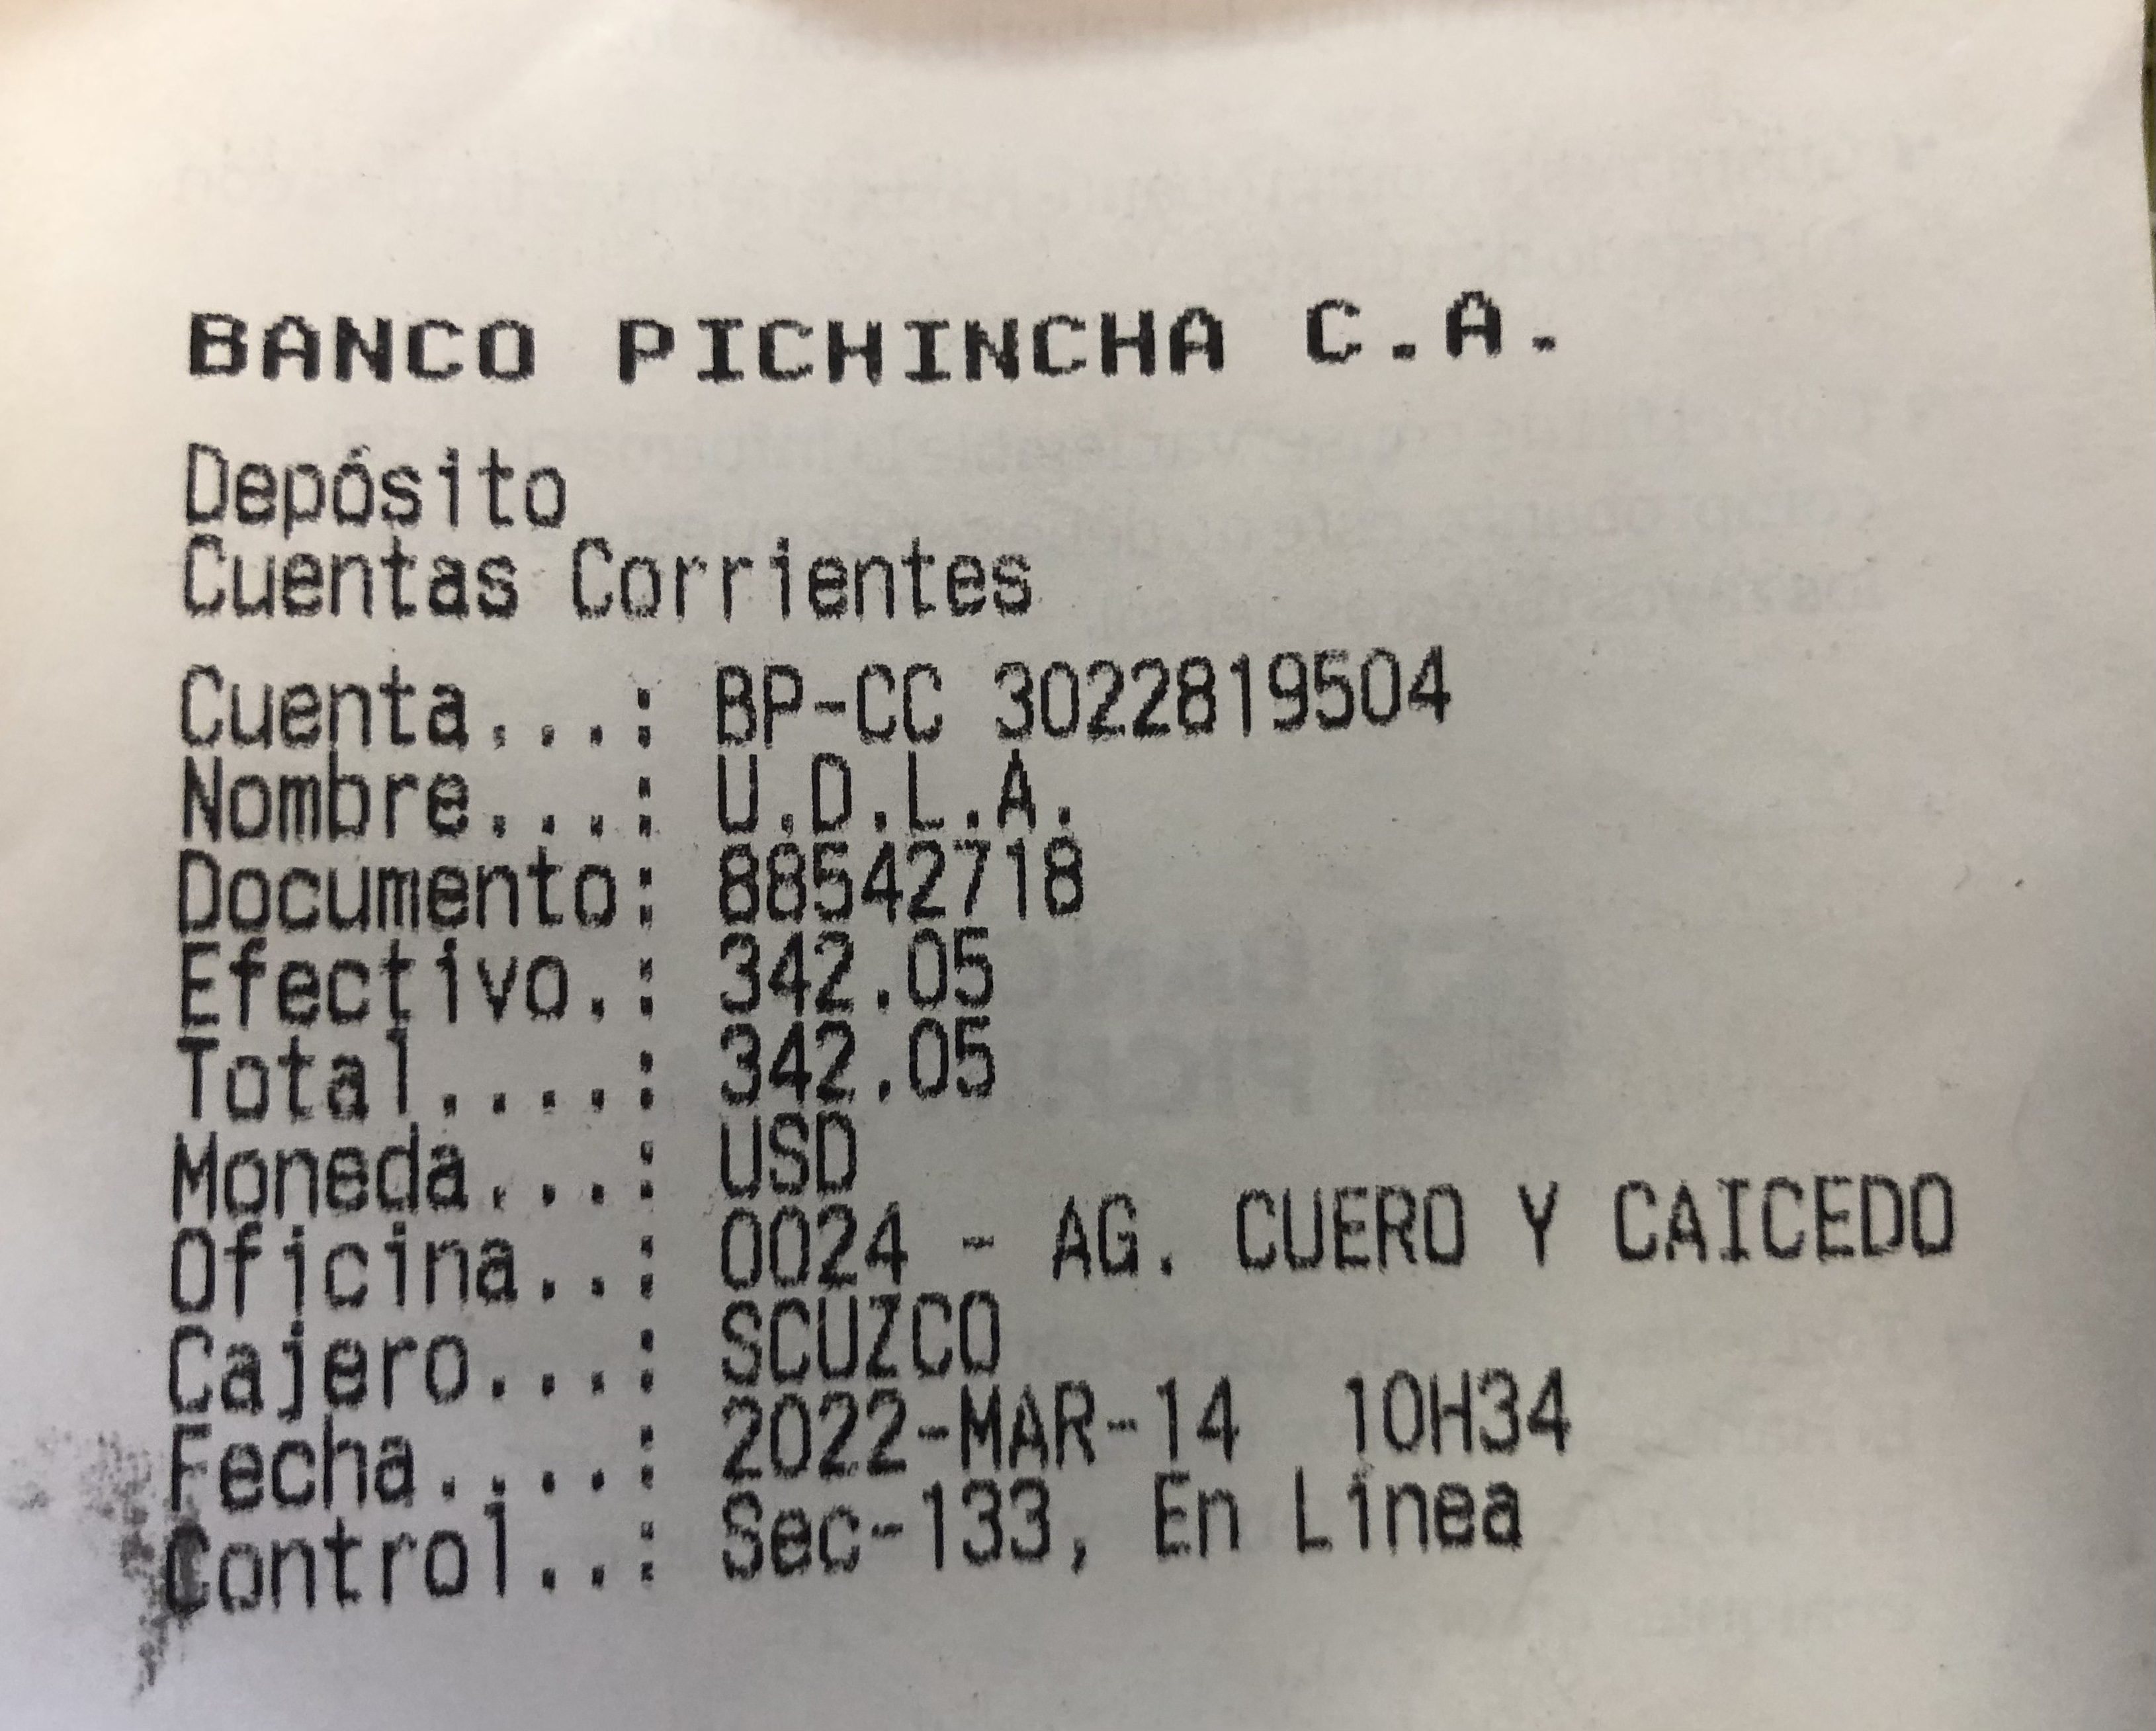 BANCO PICHINCHA C.A.
Depósito
Cuentas Corrientes
Cuenta...: BP-CC 3022819504
Nombre...: U.D.L.A.
Documento: 88542718
Efectivo.: 342.05
Total....: 342.05
Moneda...: USD
Oficina..: 0024 - AG. CUERO Y CAICEDO
Cajero...: SCUZCO
Fecha....: 2022-MAR-14 10H34
Control..: Sec-133, En Línea